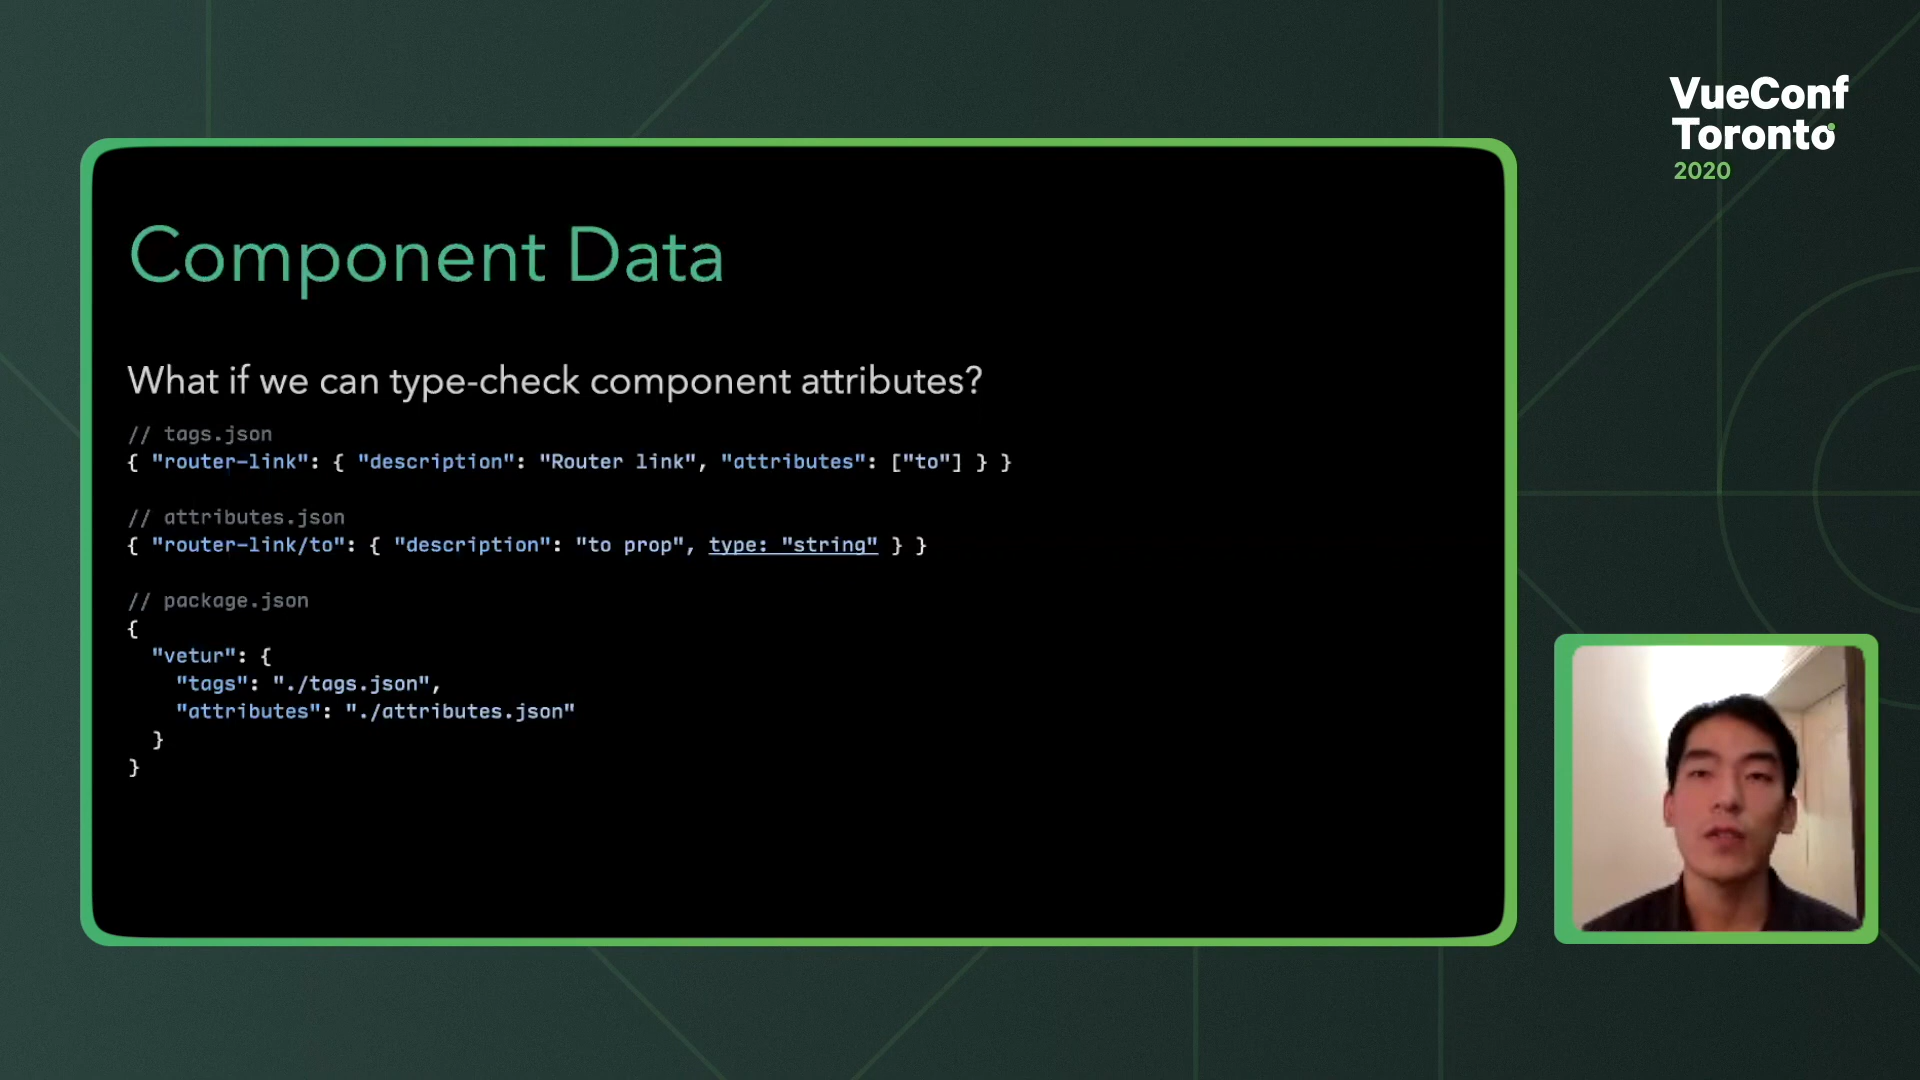 VueConf
Toronto
2020
Component Data
What if we can type-check component attributes?
// tags.json
{ "router-link": { "description": "Router link", "attributes": ["to"] } }
// attributes.json
{ "router-link/to": { "description": "to prop", type: "string" } }
// package.json
{
"vetur": {
"tags": "./tags.json",
"attributes": "./attributes.json"
}
}